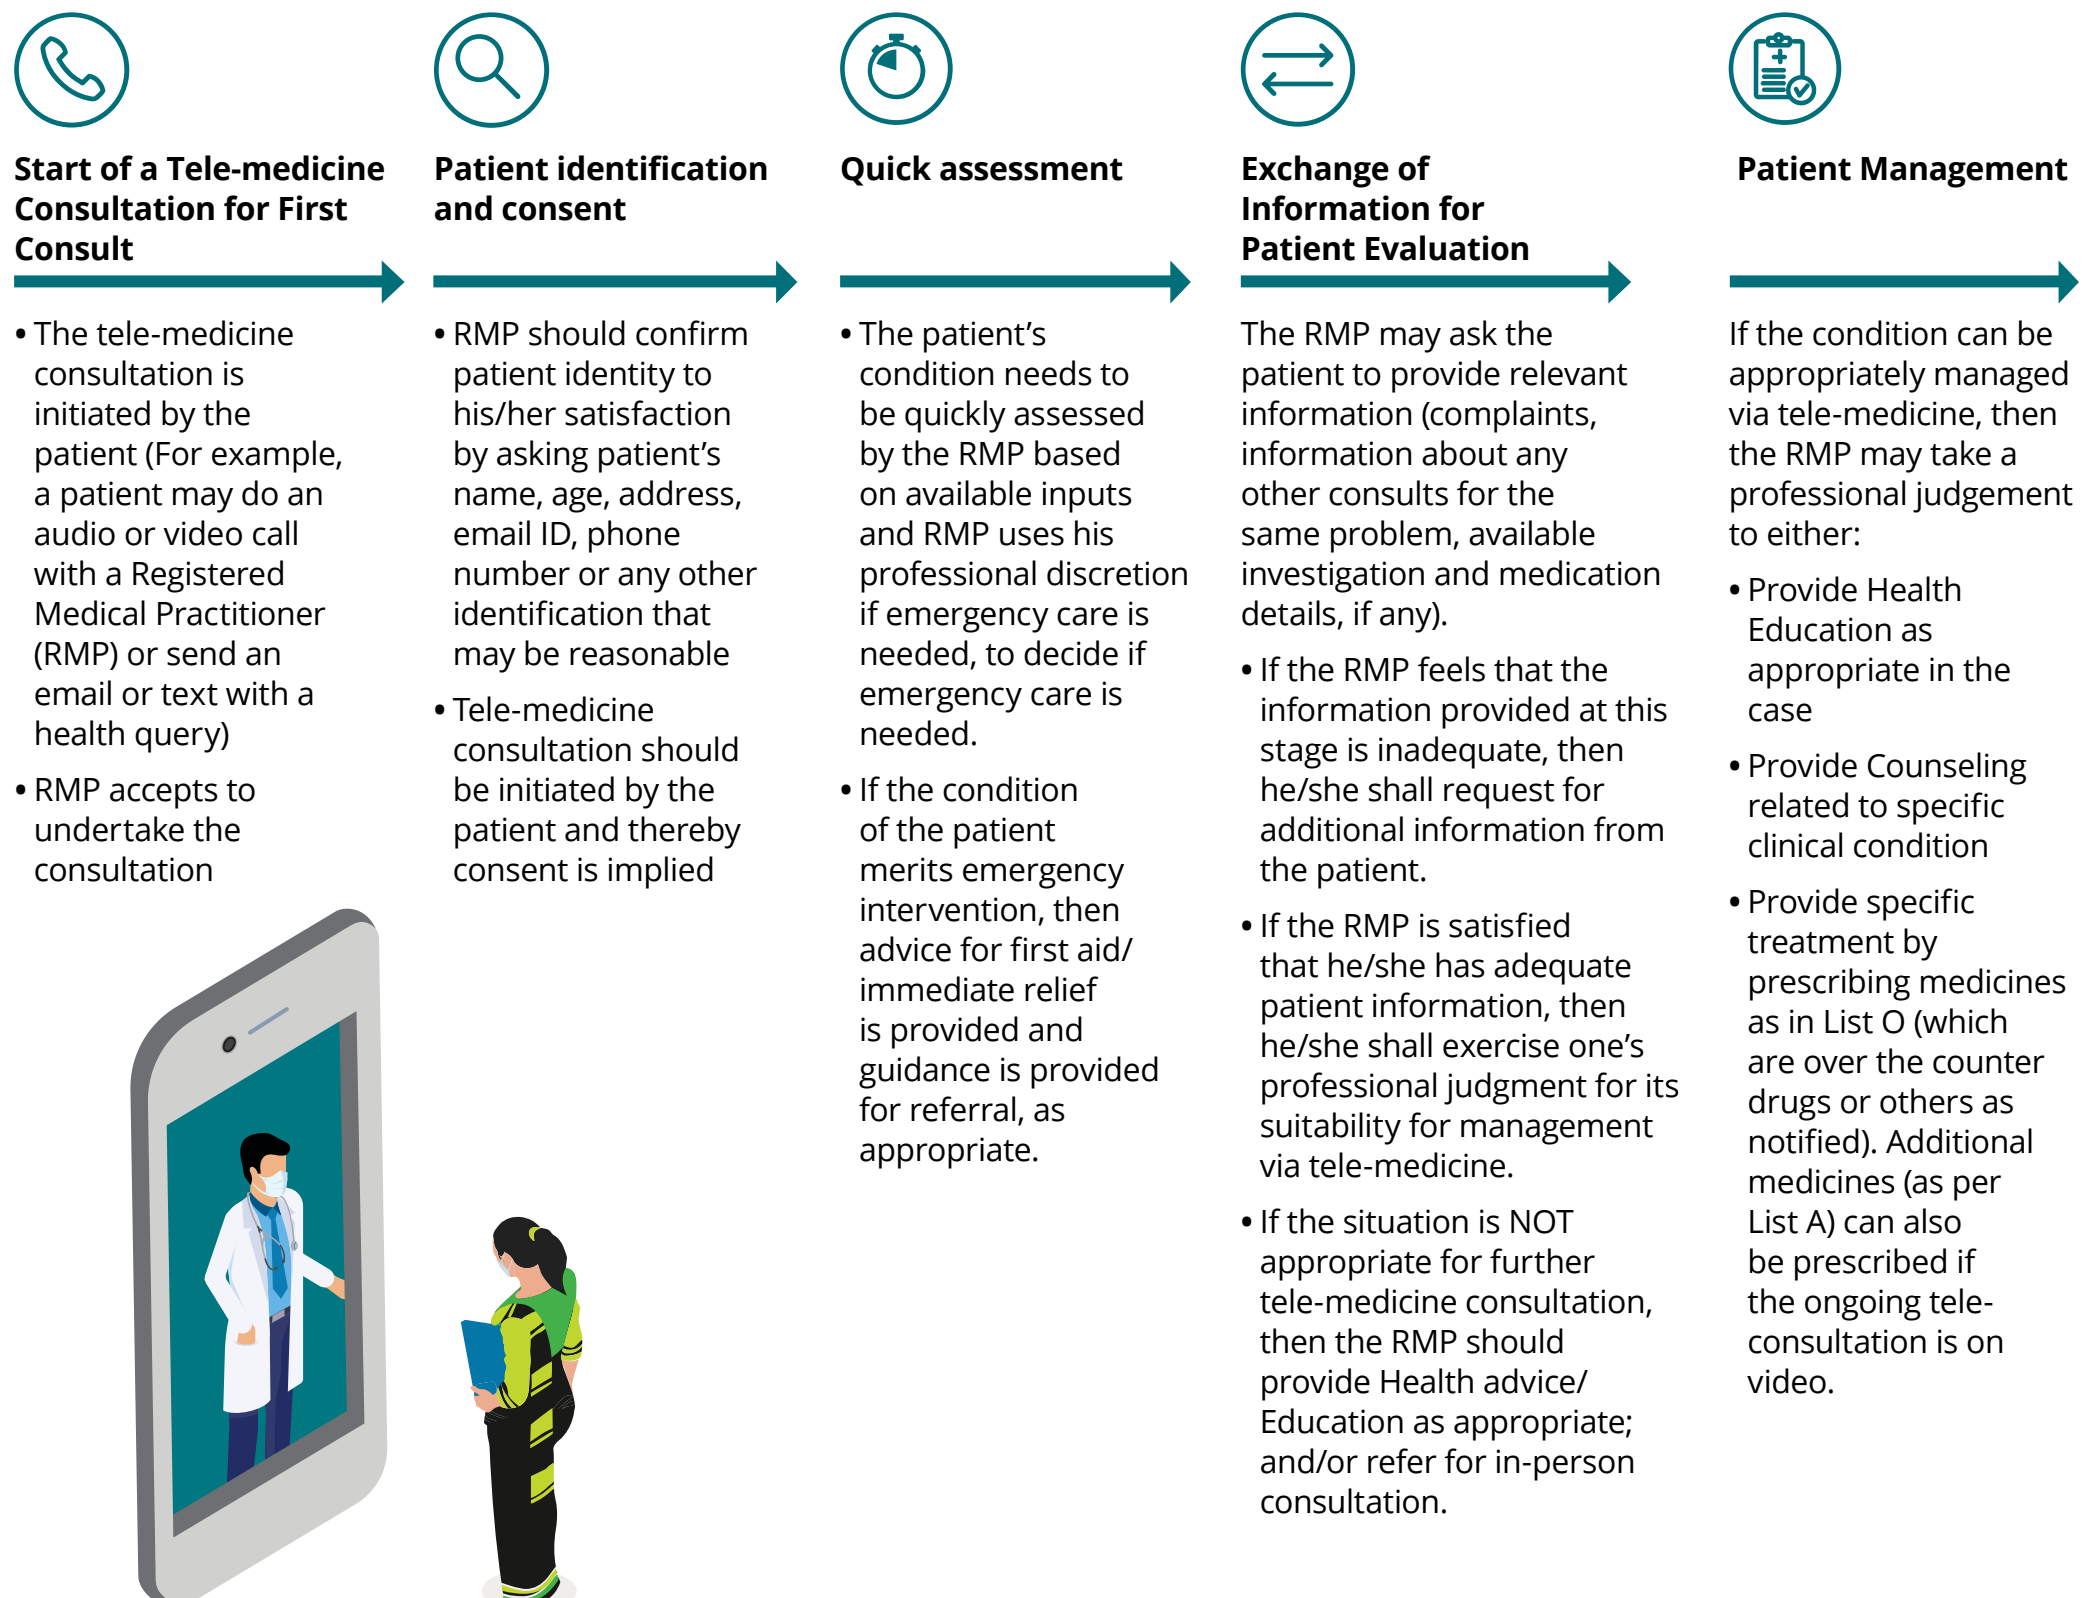 Start of a Tele-medicine
Consultation for First
Consult
• The tele-medicine
consultation is
initiated by the
patient (For example,
a patient may do an
audio or video call
with a Registered
Medical Practitioner
(RMP) or send an
email or text with a
health query)
• RMP accepts to
undertake the
consultation
Patient identification
and consent
• RMP should confirm
patient identity to
his/her satisfaction
by asking patient’s
name, age, address,
email ID, phone
number or any other
identification that
may be reasonable
• Tele-medicine
consultation should
be initiated by the
patient and thereby
consent is implied
Quick assessment
• The patient’s
condition needs to
be quickly assessed
by the RMP based
on available inputs
and RMP uses his
professional discretion
if emergency care is
needed, to decide if
emergency care is
needed.
• If the condition
of the patient
merits emergency
intervention, then
advice for first aid/
immediate relief
is provided and
guidance is provided
for referral, as
appropriate.
Exchange of
Information for
Patient Evaluation
The RMP may ask the
patient to provide relevant
information (complaints,
information about any
other consults for the
same problem, available
investigation and medication
details, if any).
• If the RMP feels that the
information provided at this
stage is inadequate, then
he/she shall request for
additional information from
the patient.
• If the RMP is satisfied
that he/she has adequate
patient information, then
he/she shall exercise one’s
professional judgment for its
suitability for management
via tele-medicine.
• If the situation is NOT
appropriate for further
tele-medicine consultation,
then the RMP should
provide Health advice/
Education as appropriate;
and/or refer for in-person
consultation.
Patient Management
If the condition can be
appropriately managed
via tele-medicine, then
the RMP may take a
professional judgement
to either:
• Provide Health
Education as
appropriate in the
case
• Provide Counseling
related to specific
clinical condition
• Provide specific
treatment by
prescribing medicines
as in List O (which
are over the counter
drugs or others as
notified). Additional
medicines (as per
List A) can also
be prescribed if
the ongoing tele-
consultation is on
video.